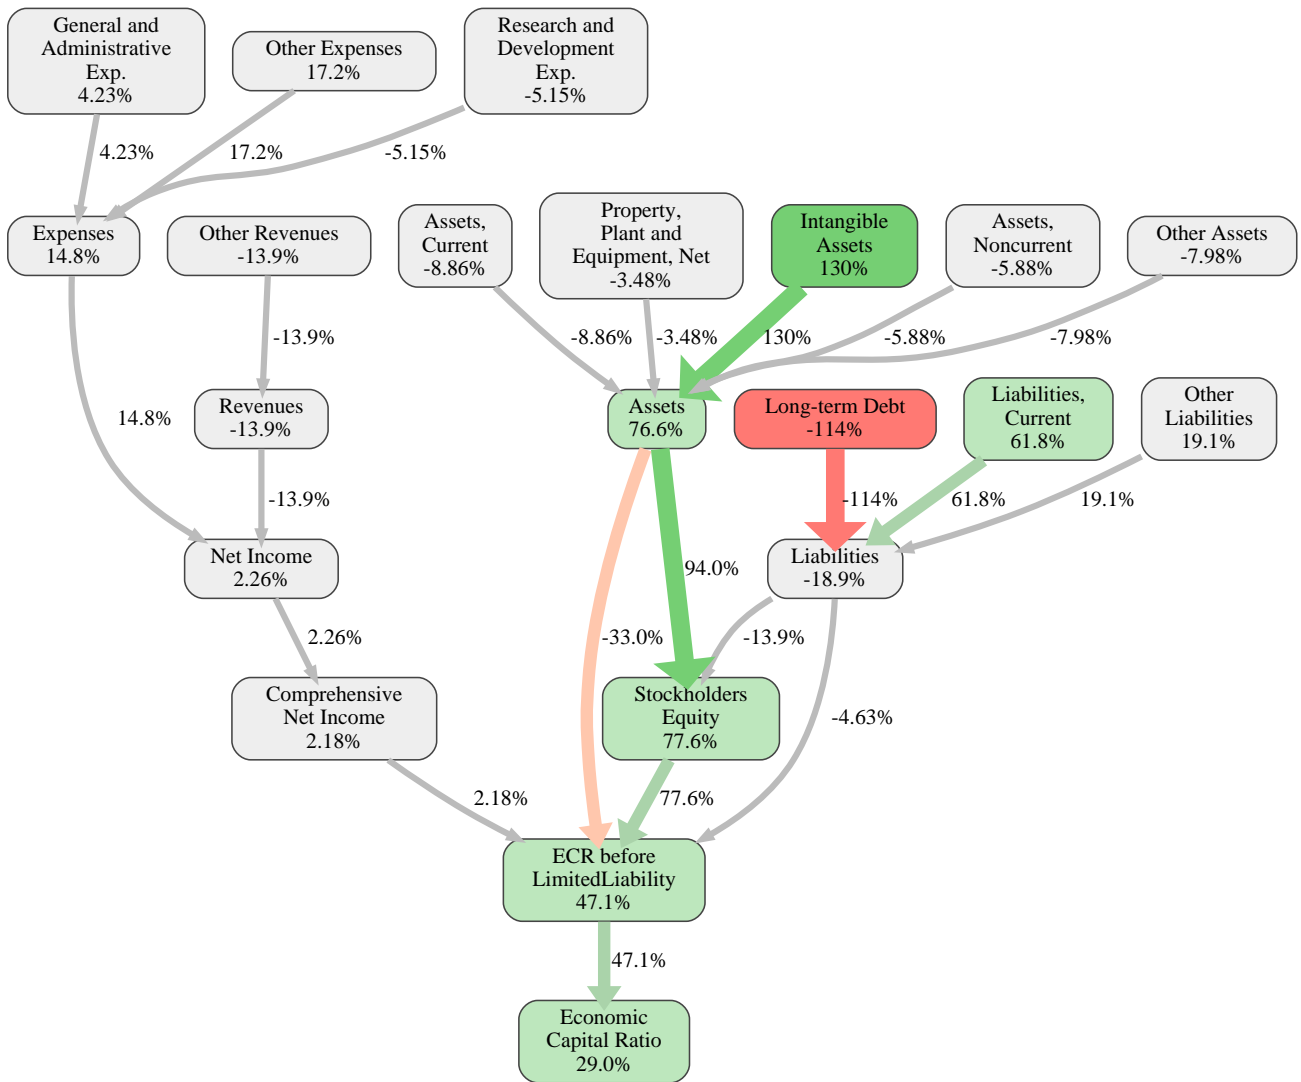 General and
Administrative
Exp.
4.23%
Other Expenses
17.2%
Research and
Development
Exp.
-5.15%
4.23%
17.2%
-5.15%
Expenses
14.8%
Other Revenues
-13.9%
Assets,
Current
-8.86%
Property,
Plant and
Equipment, Net
-3.48%
Intangible
Assets
130%
Assets,
Noncurrent
-5.88%
Other Assets
-7.98%
-13.9%
-8.86%
-3.48%
130%
-5.88%
-7.98%
14.8%
Revenues
-13.9%
Assets
76.6%
Long-term Debt
-114%
Liabilities,
Current
61.8%
Other
Liabilities
19.1%
-13.9%
-114%
61.8%
19.1%
Net Income
2.26%
94.0%
Liabilities
-18.9%
2.26%
-33.0%
-13.9%
Comprehensive
Net Income
2.18%
Stockholders
Equity
77.6%
-4.63%
2.18%
77.6%
ECR before
LimitedLiability
47.1%
47.1%
Economic
Capital Ratio
29.0%